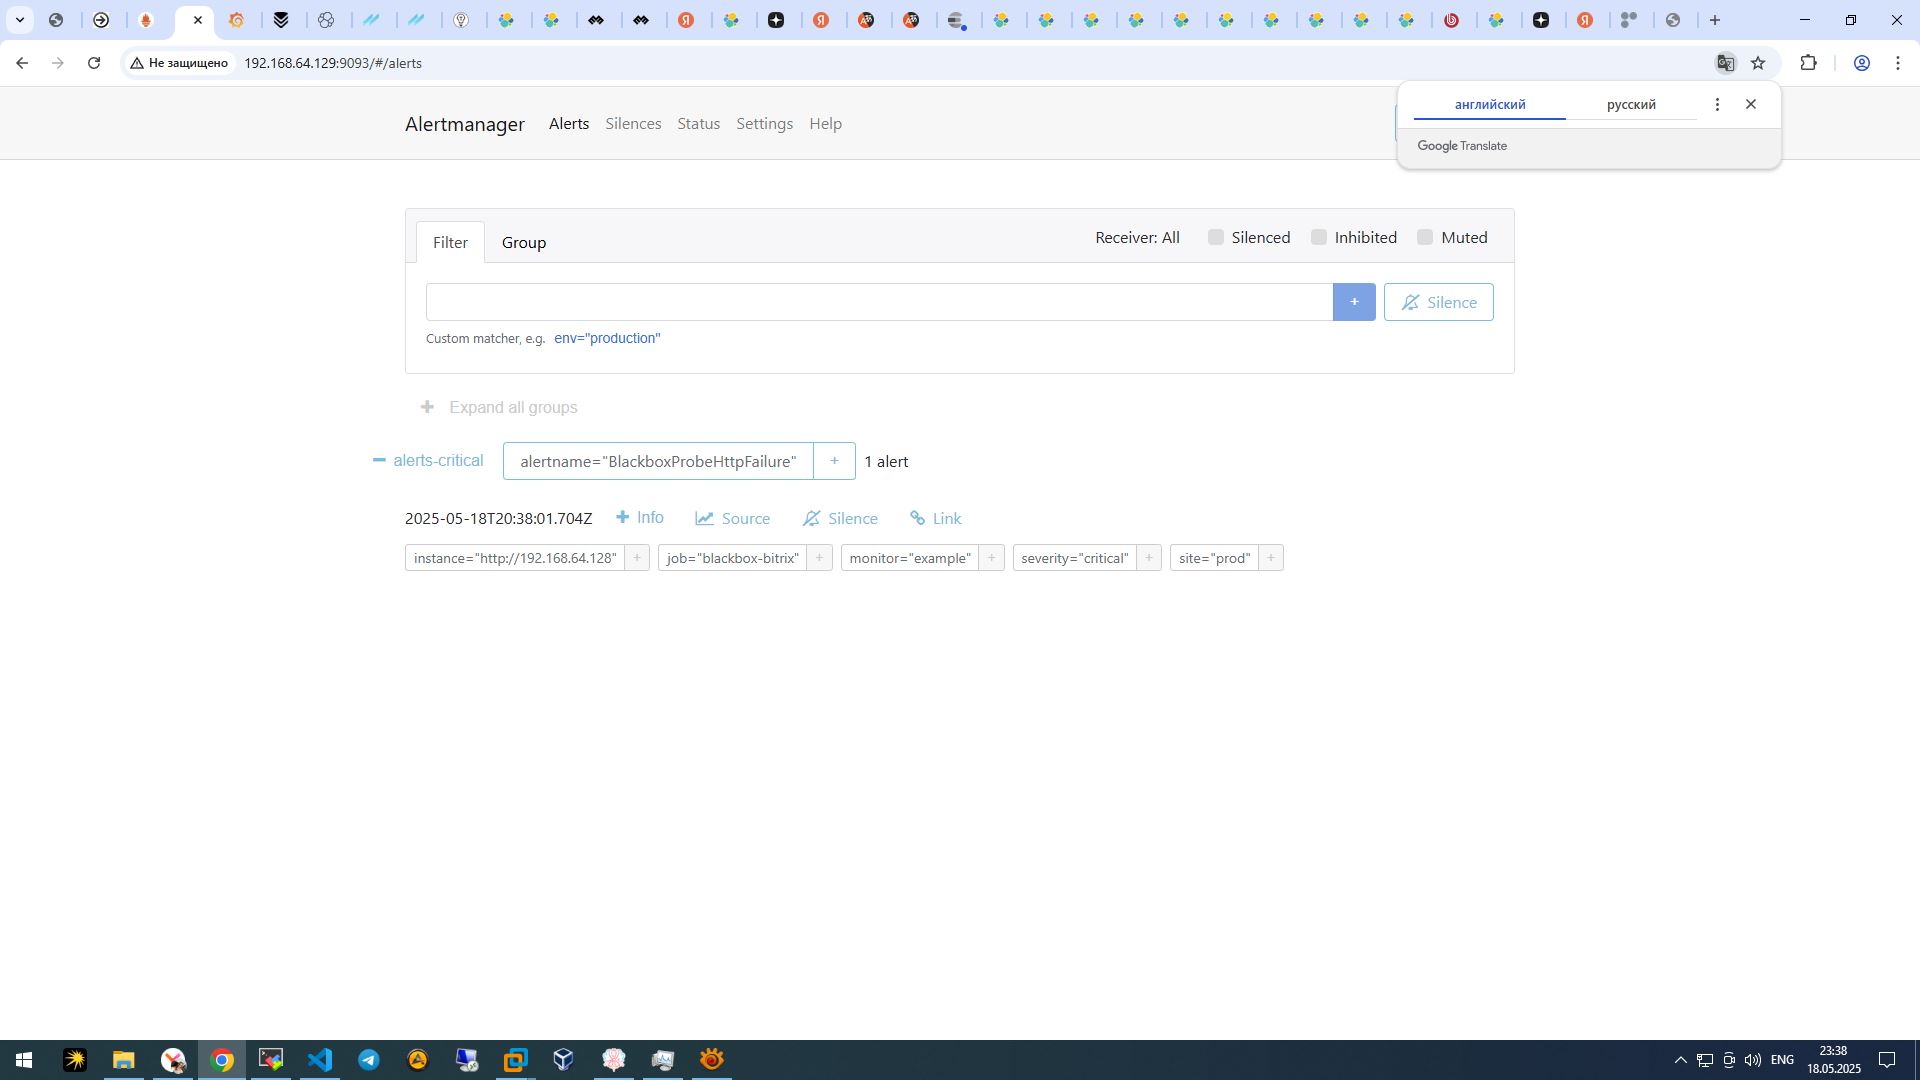 Не защищено
192.168.64.129:9093/#/alerts
английский
русский
Google Translate
Alertmanager Alerts Silences Status Settings Help
Filter
Group
Receiver: All
Silenced
Inhibited
Muted
+
Silence
Custom matcher, e.g. env="production"
+ Expand all groups
alerts-critical
alertname="BlackboxProbeHttpFailure" +
1 alert
2025-05-18T20:38:01.704Z
+ Info
Source
Silence
Link
instance="http://192.168.64.128" +
job="blackbox-bitrix" +
monitor="example" +
severity="critical" +
site="prod" +
ENG
23:38
18.05.2025